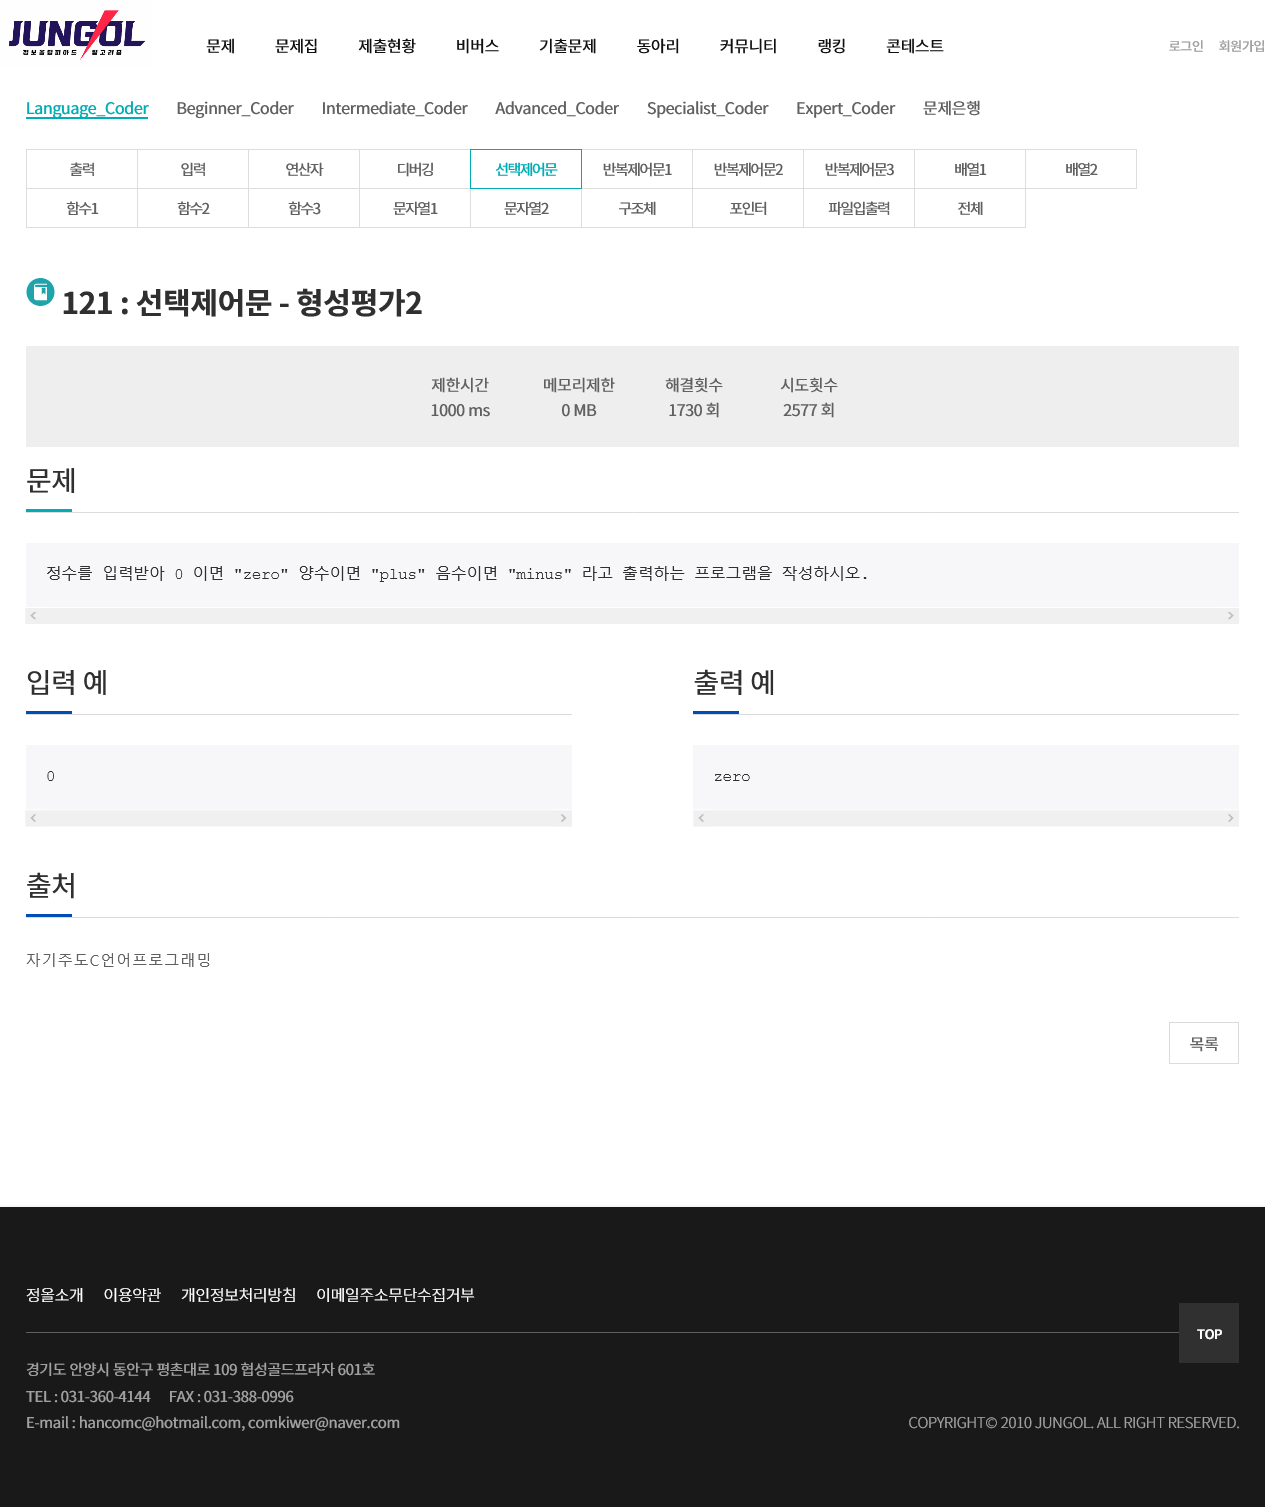 JUNGOL
정보올림피아드 알고리즘
문제 문제집 제출현황 비버스 기출문제 동아리 커뮤니티 랭킹 콘테스트 로그인 회원가입
Language_Coder Beginner_Coder Intermediate_Coder Advanced_Coder Specialist_Coder Expert_Coder 문제은행
출력 입력 연산자 디버깅 선택제어문 반복제어문1 반복제어문2 반복제어문3 배열1 배열2
함수1 함수2 함수3 문자열1 문자열2 구조체 포인터 파일입출력 전체
121 : 선택제어문 - 형성평가2
제한시간 메모리제한 해결횟수 시도횟수
1000 ms 0 MB 1730 회 2577 회
문제
정수를 입력받아 0 이면 "zero" 양수이면 "plus" 음수이면 "minus" 라고 출력하는 프로그램을 작성하시오.
입력 예 출력 예
0 zero
출처
자기주도C언어프로그래밍
목록
정올소개 이용약관 개인정보처리방침 이메일주소무단수집거부
TOP
경기도 안양시 동안구 평촌대로 109 협성골드프라자 601호
TEL : 031-360-4144 FAX : 031-388-0996
E-mail : hancomc@hotmail.com, comkiwer@naver.com COPYRIGHT© 2010 JUNGOL. ALL RIGHT RESERVED.